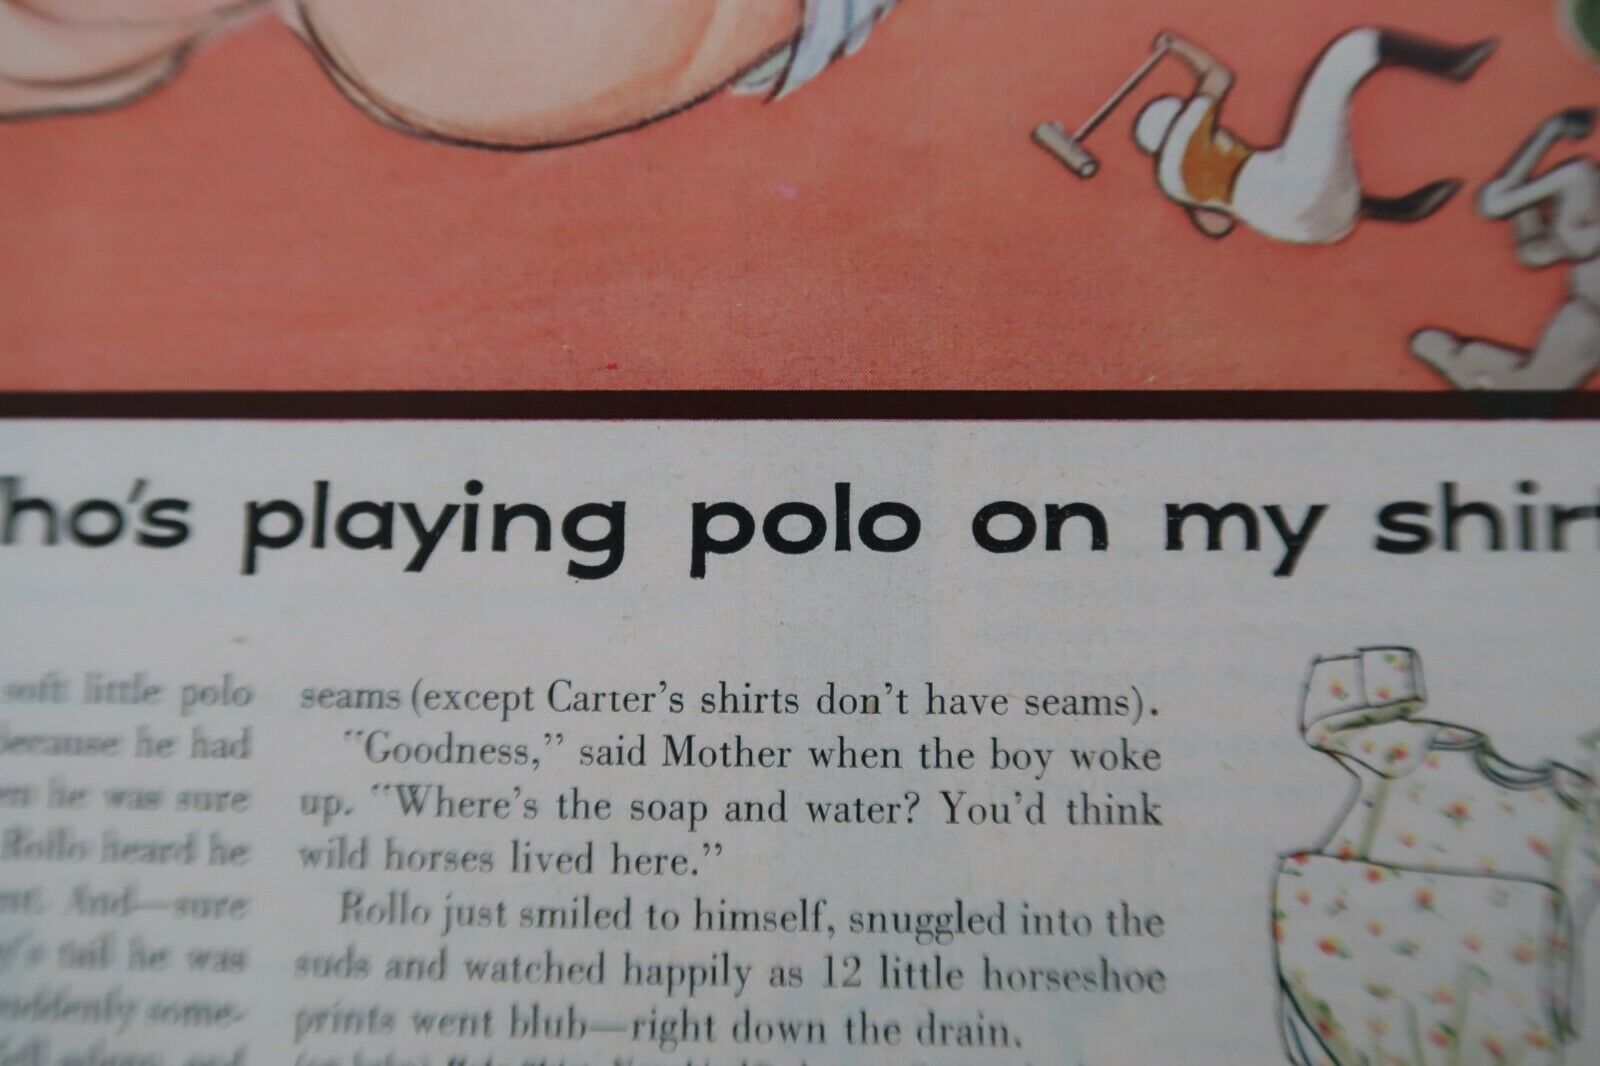 ho's playing polo on my shir
soft little polo
because he had
he was sure
Rollo heard he
And—sure
tail he was
suddenly some-
seams (except Carter's shirts don't have seams).
"Goodness," said Mother when the boy woke
up. "Where's the soap and water? You'd think
wild horses lived here."
Rollo just smiled to himself, snuggled into the
suds and watched happily as 12 little horseshoe
prints went blub—right down the drain.